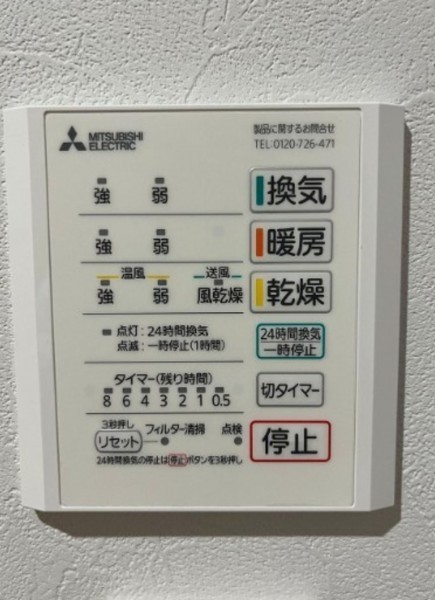 MITSUBISHI
ELECTRIC
製品に関するお問合せ
TEL:0120-726-471
強 弱 換気
強 弱 暖房
温風 送風
強 弱 風乾燥 乾燥
点灯:24時間換気
点滅:一時停止(1時間)
24時間換気
一時停止
タイマー(残り時間)
8 6 4 3 2 1 0.5
切タイマー
3秒押し
リセット フィルター清掃 点検
停止
24時間換気の停止は停止ボタンを3秒押し